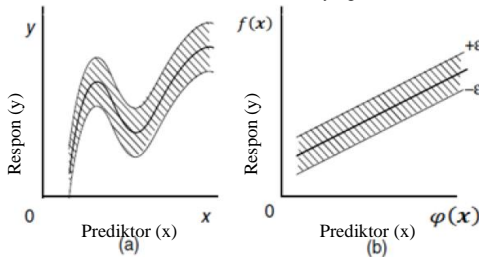 y
Respon (y)
0
x
Prediktor (x)
(a)
f(x)
Respon (y)
+ε
-ε
0
φ(x)
Prediktor (x)
(b)